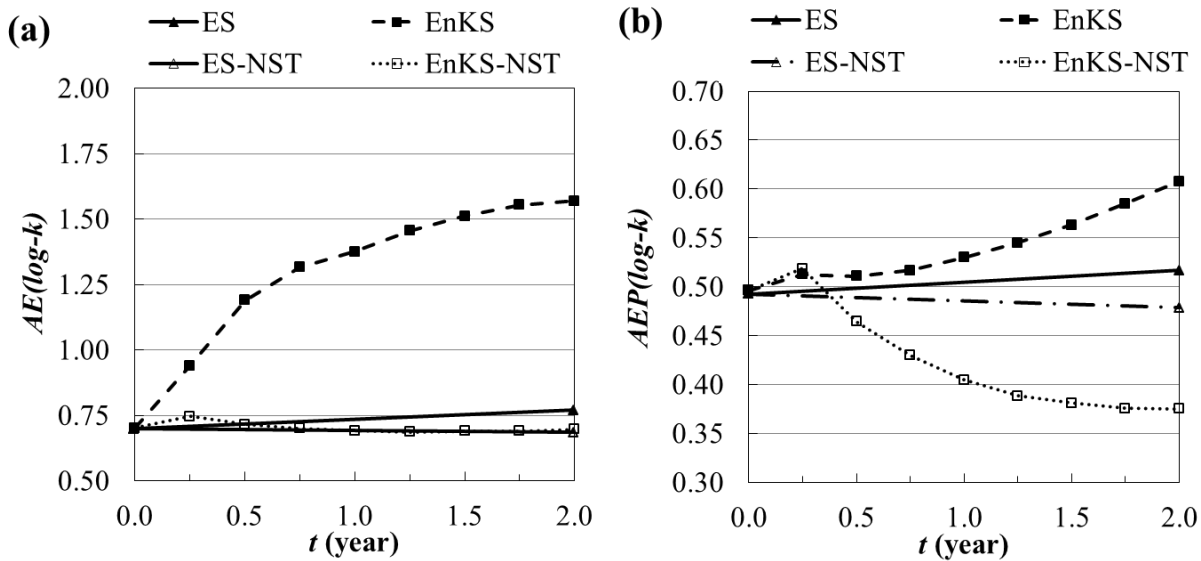 (a)
ES EnKS
ES-NST EnKS-NST
2.00
1.75
1.50
1.25
1.00
0.75
0.50
AE(log-k)
0.0 0.5 1.0 1.5 2.0
t (year)
(b)
ES EnKS
ES-NST EnKS-NST
0.70
0.65
0.60
0.55
0.50
0.45
0.40
0.35
0.30
AEP(log-k)
0.0 0.5 1.0 1.5 2.0
t (year)